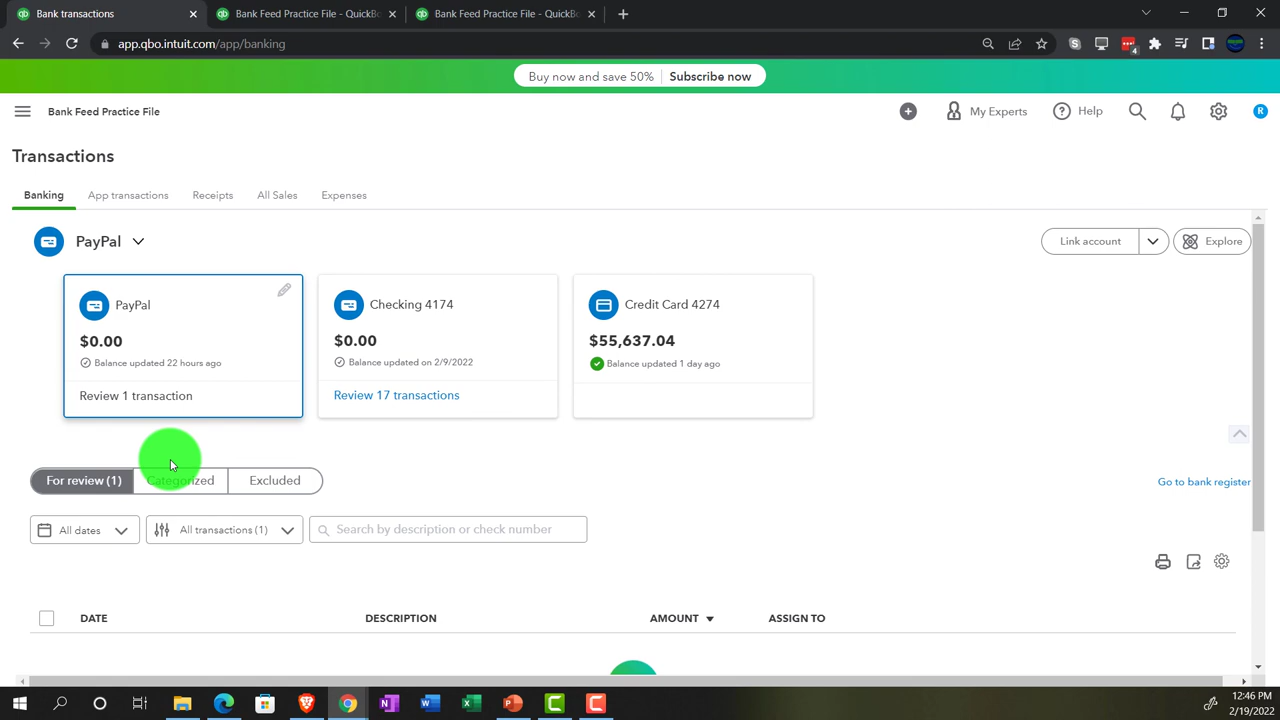 Bank transactions
Bank Feed Practice File - QuickBo
Bank Feed Practice File - QuickBo
app.qbo.intuit.com/app/banking
4
Buy now and save 50% Subscribe now
Bank Feed Practice File
My Experts
Help
R
Transactions
Banking
App transactions
Receipts
All Sales
Expenses
PayPal
Link account
Explore
PayPal
$0.00
Balance updated 22 hours ago
Review 1 transaction
Checking 4174
$0.00
Balance updated on 2/9/2022
Review 17 transactions
Credit Card 4274
$55,637.04
Balance updated 1 day ago
For review (1)
Categorized
Excluded
Go to bank register
All dates
All transactions (1)
Search by description or check number
DATE
DESCRIPTION
AMOUNT
ASSIGN TO
12:46 PM
2/19/2022